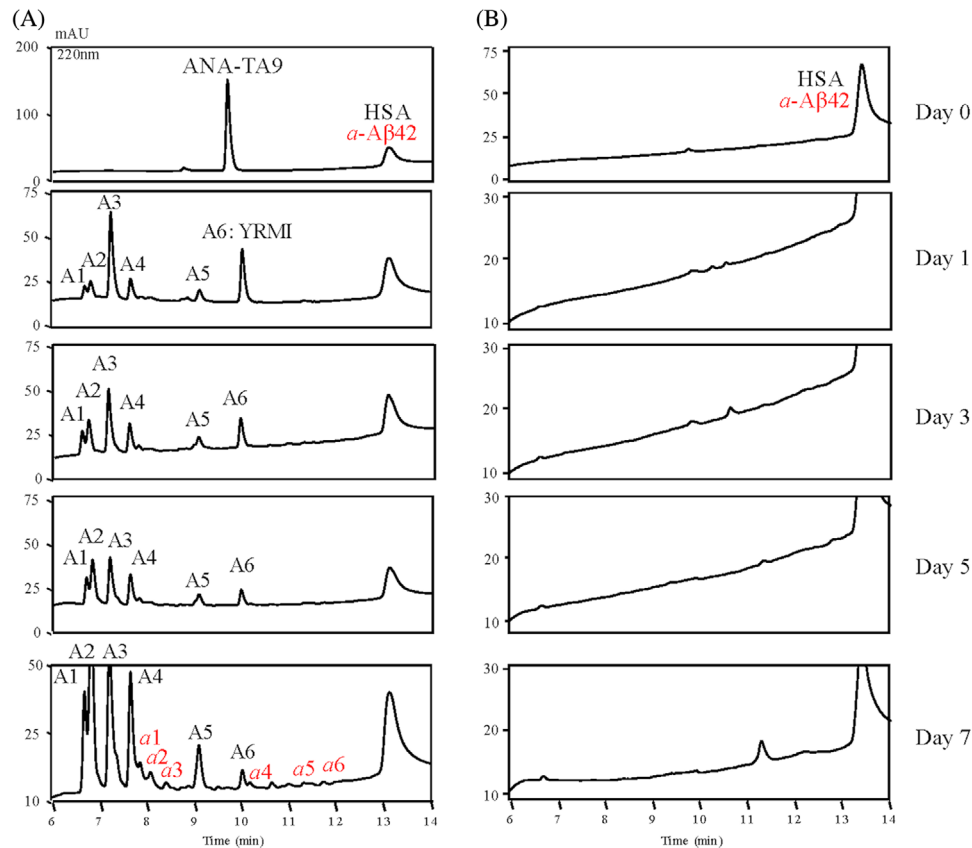 (A)
(B)
mAU
220nm
200
100
0
ANA-TA9
HSA
a-Aβ42
75
50
25
0
HSA
a-Aβ42
Day 0
75
50
25
0
A1
A2
A3
A4
A5
A6: YRMI
30
20
10
Day 1
75
50
25
0
A1
A2
A3
A4
A5
A6
30
20
10
Day 3
75
50
25
0
A1
A2
A3
A4
A5
A6
30
20
10
Day 5
50
25
10
A1
A2
A3
A4
a1
a2
a3
A5
A6
a4
a5
a6
30
20
10
Day 7
6 7 8 9 10 11 12 13 14
Time (min)
6 7 8 9 10 11 12 13 14
Time (min)